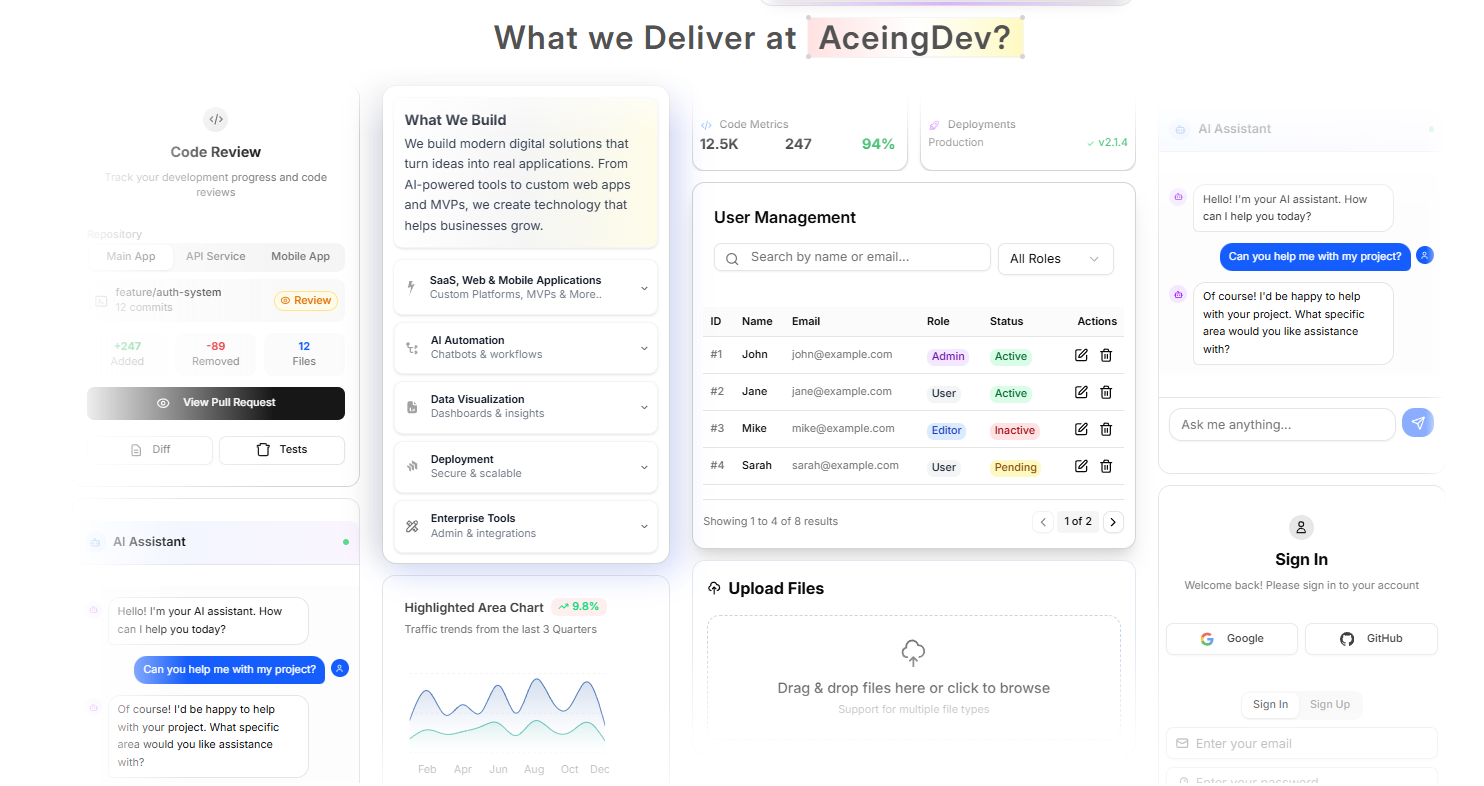 What we Deliver at AceingDev?
Code Review
Track your development progress and code
reviews
Repository
Main App API Service Mobile App
feature/auth-system
12 commits
Review
+247 -89 12
Added Removed Files
View Pull Request
Diff Tests
AI Assistant
Hello! I'm your AI assistant. How
can I help you today?
Can you help me with my project?
Of course! I'd be happy to help
with your project. What specific
area would you like assistance
with?
What We Build
We build modern digital solutions that
turn ideas into real applications. From
AI-powered tools to custom web apps
and MVPs, we create technology that
helps businesses grow.
SaaS, Web & Mobile Applications
Custom Platforms, MVPs & More..
AI Automation
Chatbots & workflows
Data Visualization
Dashboards & insights
Deployment
Secure & scalable
Enterprise Tools
Admin & integrations
Highlighted Area Chart 9.8%
Traffic trends from the last 3 Quarters
Feb Apr Jun Aug Oct Dec
Code Metrics
12.5K 247 94%
Deployments
Production v2.1.4
User Management
Search by name or email... All Roles
ID Name Email Role Status Actions
#1 John john@example.com Admin Active
#2 Jane jane@example.com User Active
#3 Mike mike@example.com Editor Inactive
#4 Sarah sarah@example.com User Pending
Showing 1 to 4 of 8 results 1 of 2
Upload Files
Drag & drop files here or click to browse
Support for multiple file types
AI Assistant
Hello! I'm your AI assistant. How
can I help you today?
Can you help me with my project?
Of course! I'd be happy to help
with your project. What specific
area would you like assistance
with?
Ask me anything...
Sign In
Welcome back! Please sign in to your account
Google GitHub
Sign In Sign Up
Enter your email
Enter your password